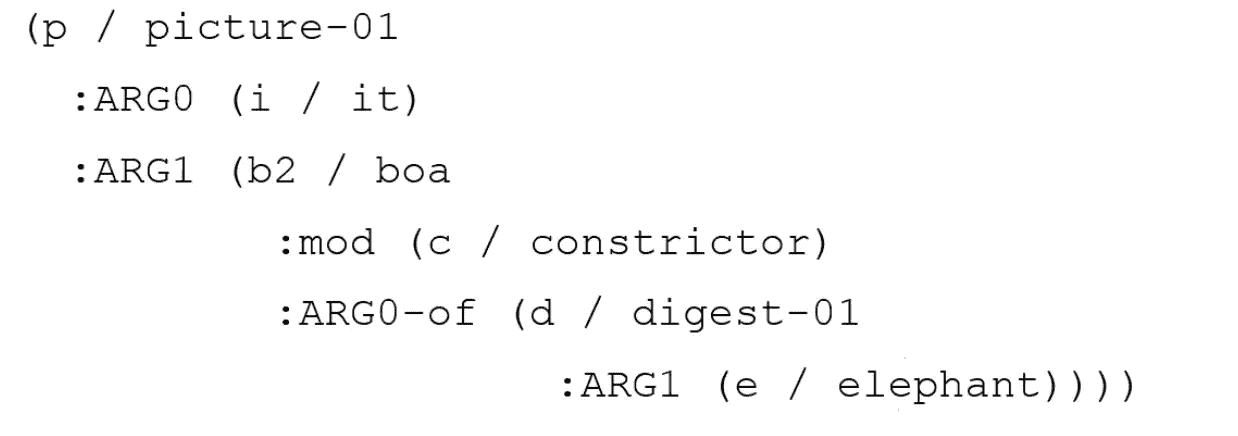 (p / picture-01
:ARG0 (i / it)
:ARG1 (b2 / boa
:mod (c / constrictor)
:ARG0-of (d / digest-01
:ARG1 (e / elephant))))